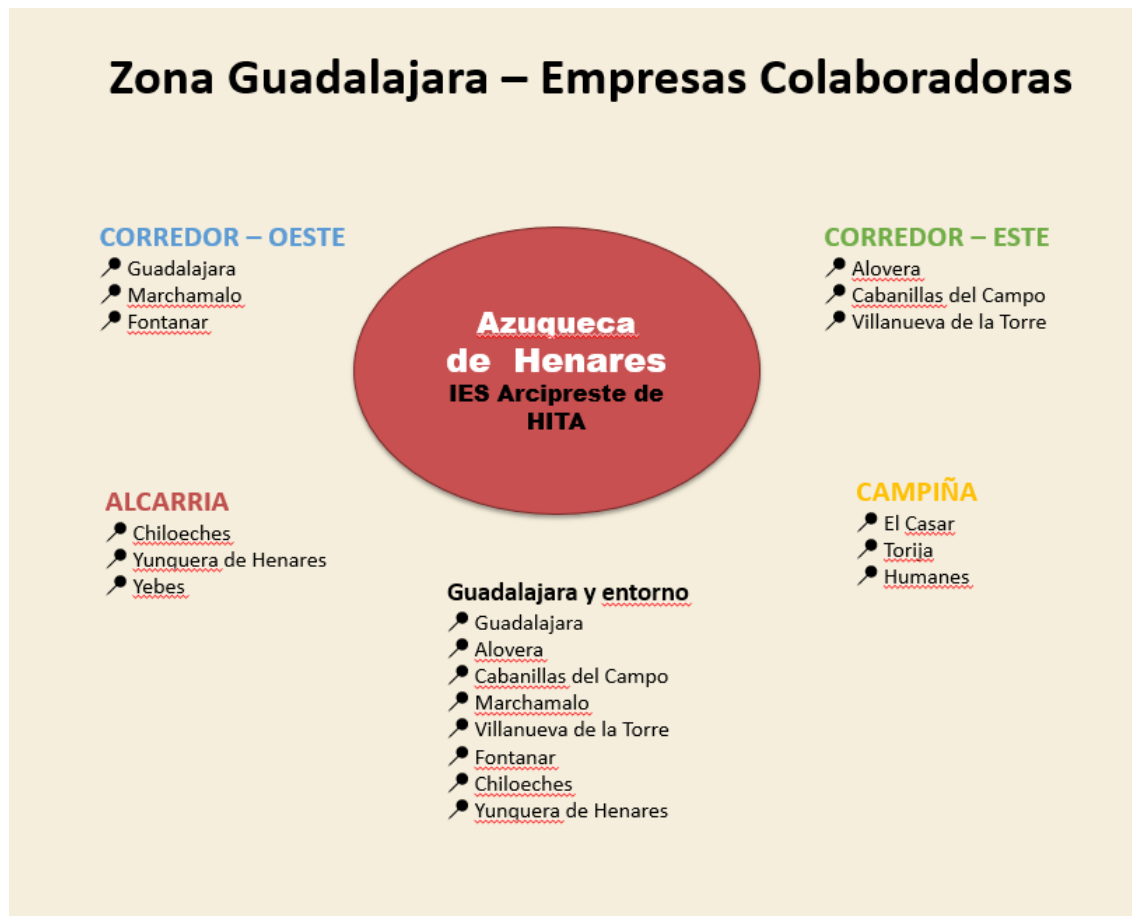 Zona Guadalajara – Empresas Colaboradoras
CORREDOR – OESTE
Guadalajara
Marchamalo
Fontanar
Azuqueca
de Henares
IES Arcipreste de
HITA
CORREDOR – ESTE
Alovera
Cabanillas del Campo
Villanueva de la Torre
ALCARRIA
Chiloeches
Yunquera de Henares
Yebes
CAMPIÑA
El Casar
Torija
Humanes
Guadalajara y entorno
Guadalajara
Alovera
Cabanillas del Campo
Marchamalo
Villanueva de la Torre
Fontanar
Chiloeches
Yunquera de Henares